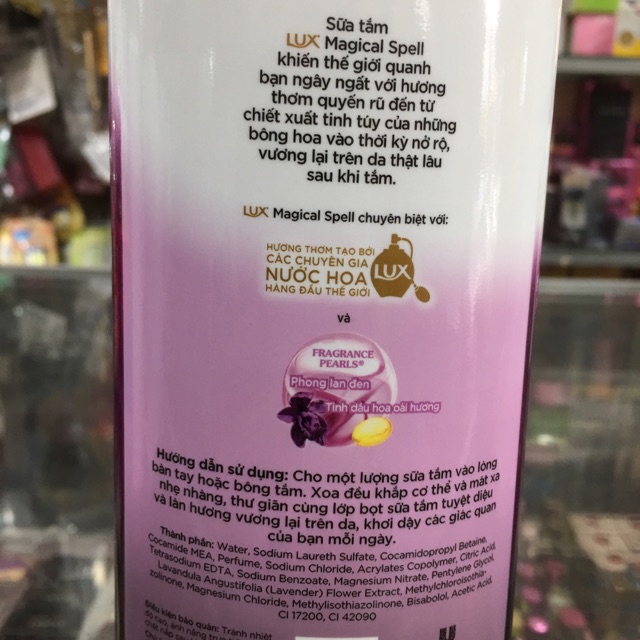 Sữa tắm
LUX Magical Spell
khiến thế giới quanh
bạn ngây ngất với hương
thơm quyến rũ đến từ
chiết xuất tinh túy của những
bông hoa vào thời kỳ nở rộ,
vương lại trên da thật lâu
sau khi tắm.
LUX Magical Spell chuyên biệt với:
HƯƠNG THƠM TẠO BỞI
CÁC CHUYÊN GIA
NƯỚC HOA
HÀNG ĐẦU THẾ GIỚI
LUX
và
FRAGRANCE
PEARLS®
Phong lan đen
Tinh dầu hoa oải hương
Hướng dẫn sử dụng: Cho một lượng sữa tắm vào lòng
bàn tay hoặc bông tắm. Xoa đều khắp cơ thể và mát xa
nhẹ nhàng, thư giãn cùng lớp bọt sữa tắm tuyệt diệu
và làn hương vương lại trên da, khơi dậy các giác quan
của bạn mỗi ngày.
Thành phần: Water, Sodium Laureth Sulfate, Cocamidopropyl Betaine,
Cocamide MEA, Perfume, Sodium Chloride, Acrylates Copolymer, Citric Acid,
Tetrasodium EDTA, Sodium Benzoate, Magnesium Nitrate, Pentylene Glycol,
Lavandula Angustifolia (Lavender) Flower Extract, Methylchloroisothia-
zolinone, Magnesium Chloride, Methylisothiazolinone, Bisabolol, Acetic Acid.
CI 17200, CI 42090
Điều kiện bảo quản: Tránh nhiệt
độ cao, ánh nắng